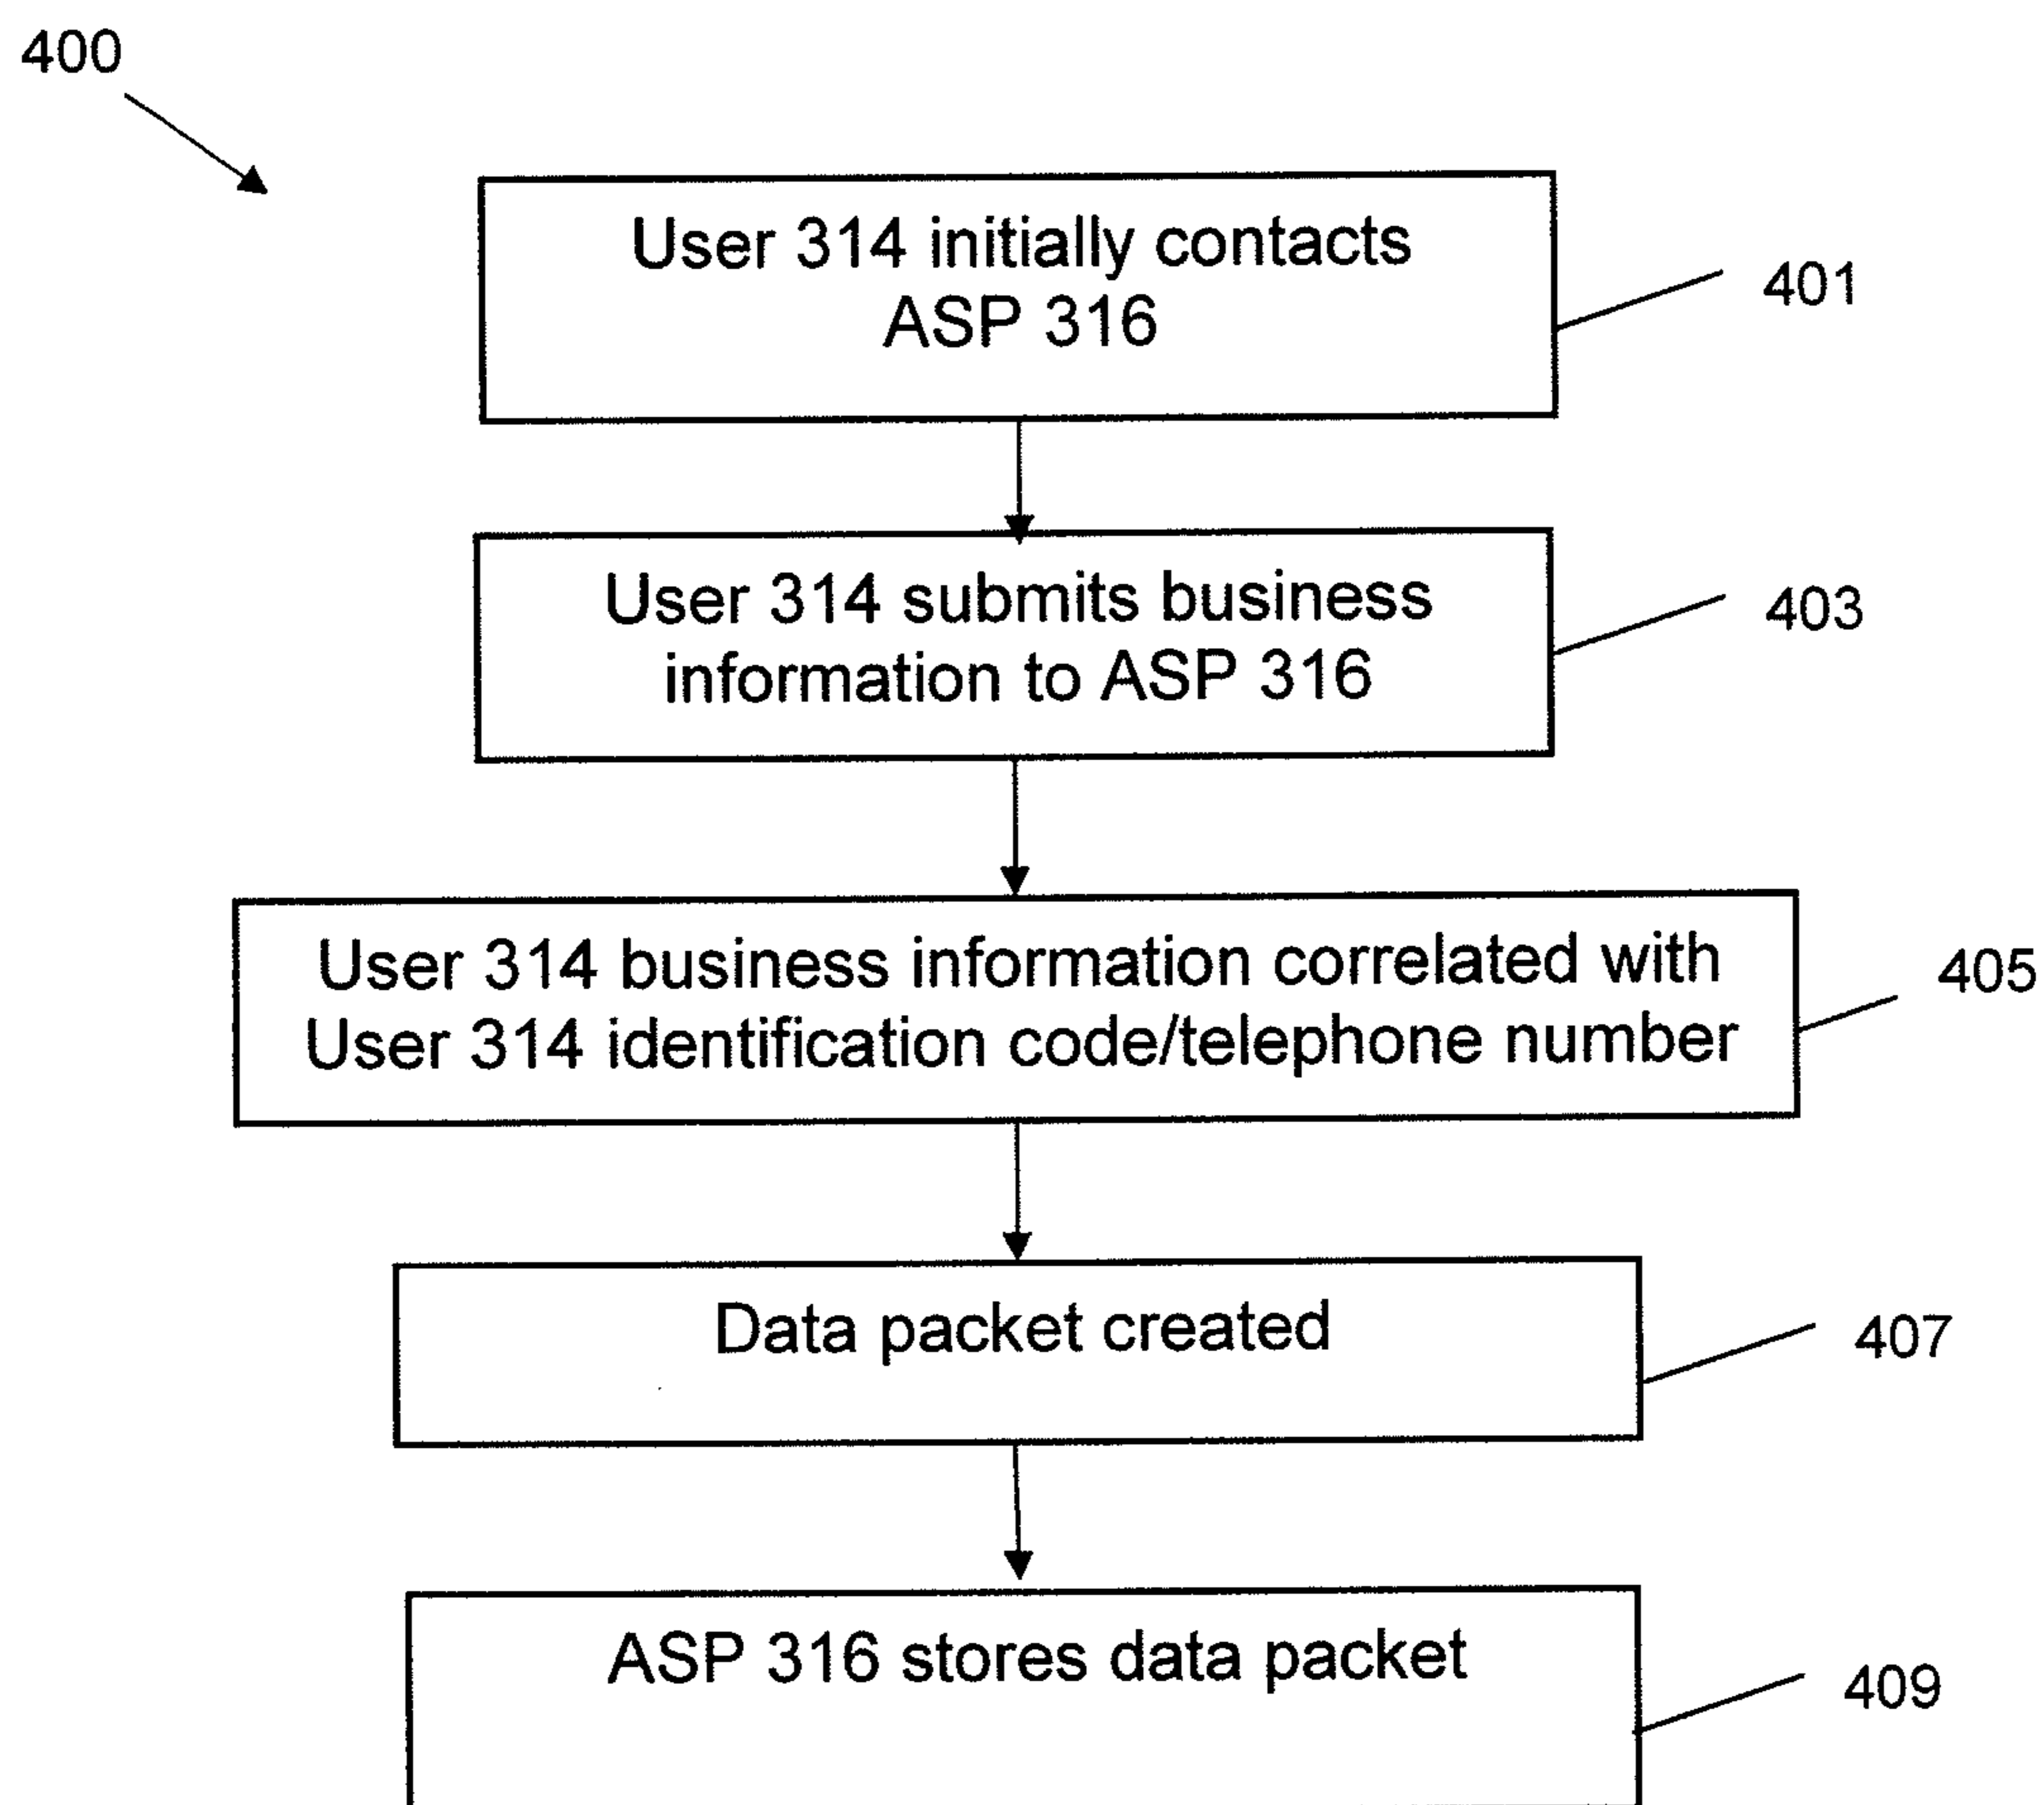 400
User 314 initially contacts
ASP 316
401
User 314 submits business
information to ASP 316
403
User 314 business information correlated with
User 314 identification code/telephone number
405
Data packet created
407
ASP 316 stores data packet
409